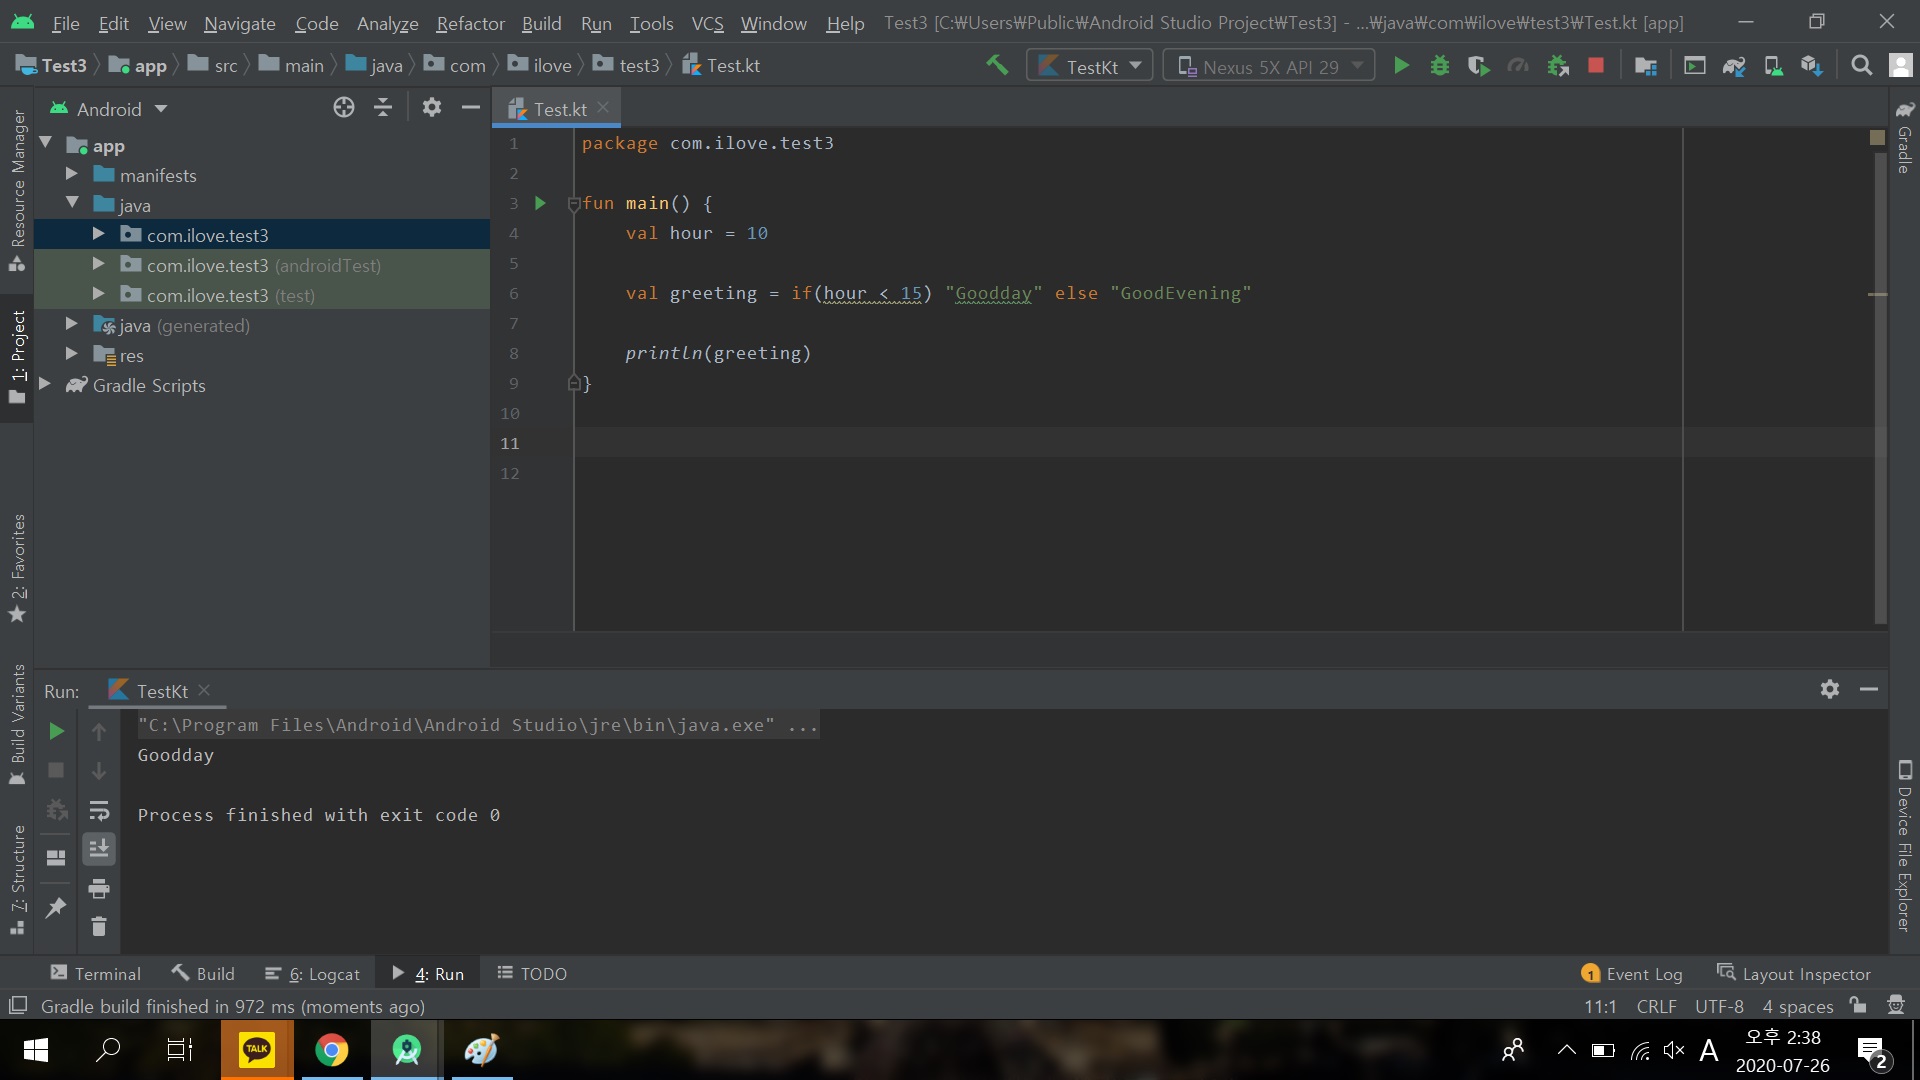 File Edit View Navigate Code Analyze Refactor Build Run Tools VCS Window Help Test3 [C:₩Users₩Public₩Android Studio Project₩Test3] - ...₩java₩com₩ilove₩test3₩Test.kt [app]
Test3 app src main java com ilove test3 Test.kt TestKt Nexus 5X API 29
Android
Test.kt
Resource Manager
1: Project
2: Favorites
Build Variants
7: Structure
app
manifests
java
com.ilove.test3
com.ilove.test3 (androidTest)
com.ilove.test3 (test)
java (generated)
res
Gradle Scripts
1 package com.ilove.test3
2
3 fun main() {
4 val hour = 10
5
6 val greeting = if(hour < 15) "Goodday" else "GoodEvening"
7
8 println(greeting)
9 }
10
11
12
Gradle
Device File Explorer
Run: TestKt
"C:\Program Files\Android\Android Studio\jre\bin\java.exe" ...
Goodday
Process finished with exit code 0
Terminal Build 6: Logcat 4: Run TODO 1 Event Log Layout Inspector
Gradle build finished in 972 ms (moments ago) 11:1 CRLF UTF-8 4 spaces
TALK
A
오후 2:38
2020-07-26
2